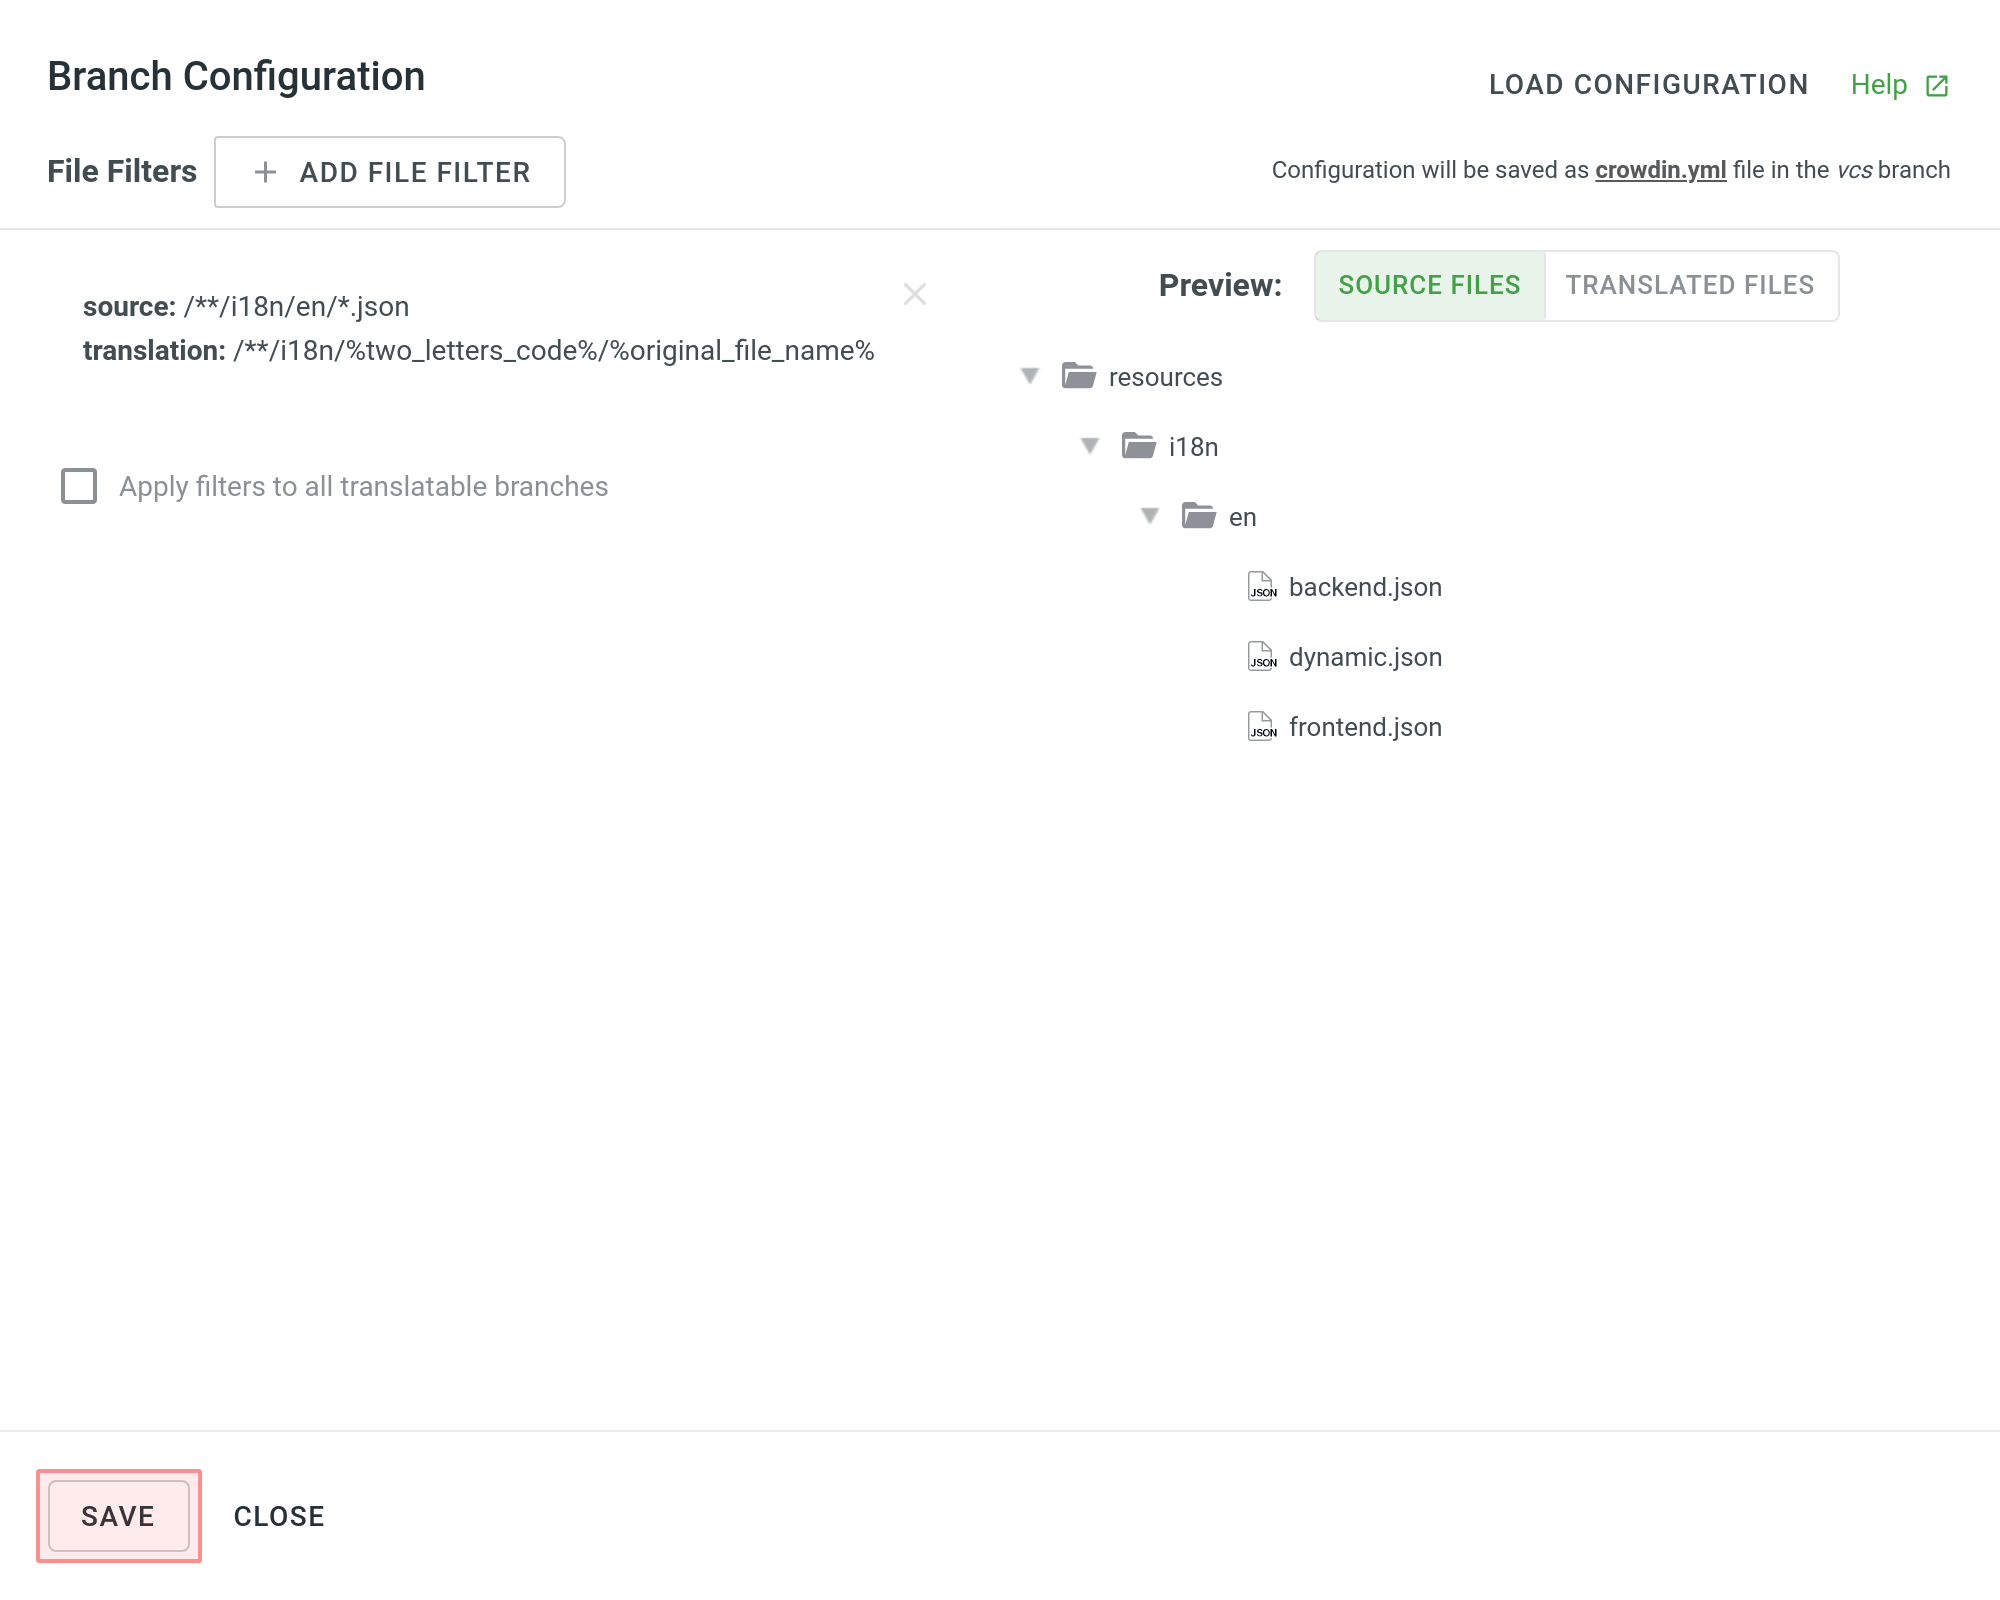 Branch Configuration
LOAD CONFIGURATION Help
File Filters + ADD FILE FILTER
Configuration will be saved as crowdin.yml file in the vcs branch
source: /**/i18n/en/*.json
translation: /**/i18n/%two_letters_code%/%original_file_name%
Apply filters to all translatable branches
Preview: SOURCE FILES TRANSLATED FILES
resources
i18n
en
JSON backend.json
JSON dynamic.json
JSON frontend.json
SAVE CLOSE